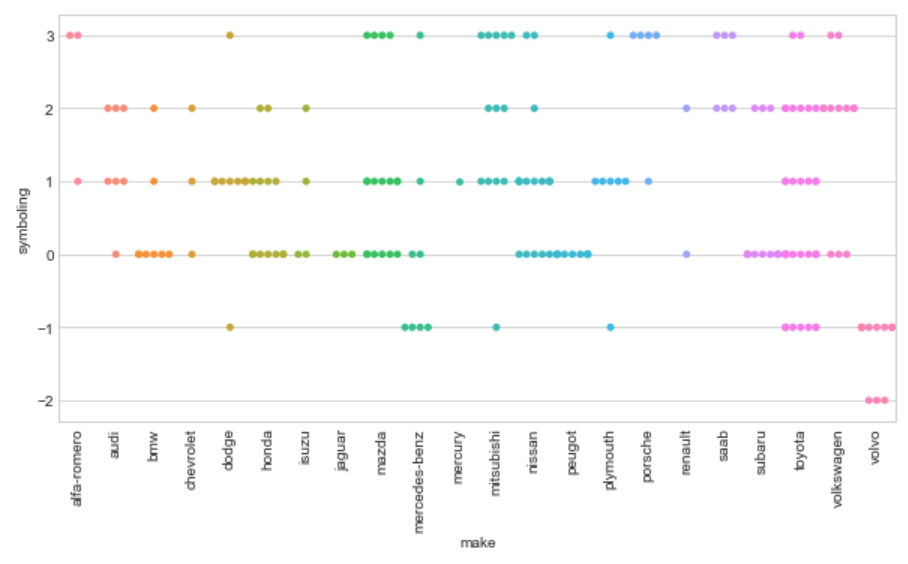 3
2
1
0
−1
−2
symboling
alfa-romero
audi
bmw
chevrolet
dodge
honda
isuzu
jaguar
mazda
mercedes-benz
mercury
mitsubishi
nissan
peugot
plymouth
porsche
renault
saab
subaru
toyota
volkswagen
volvo
make